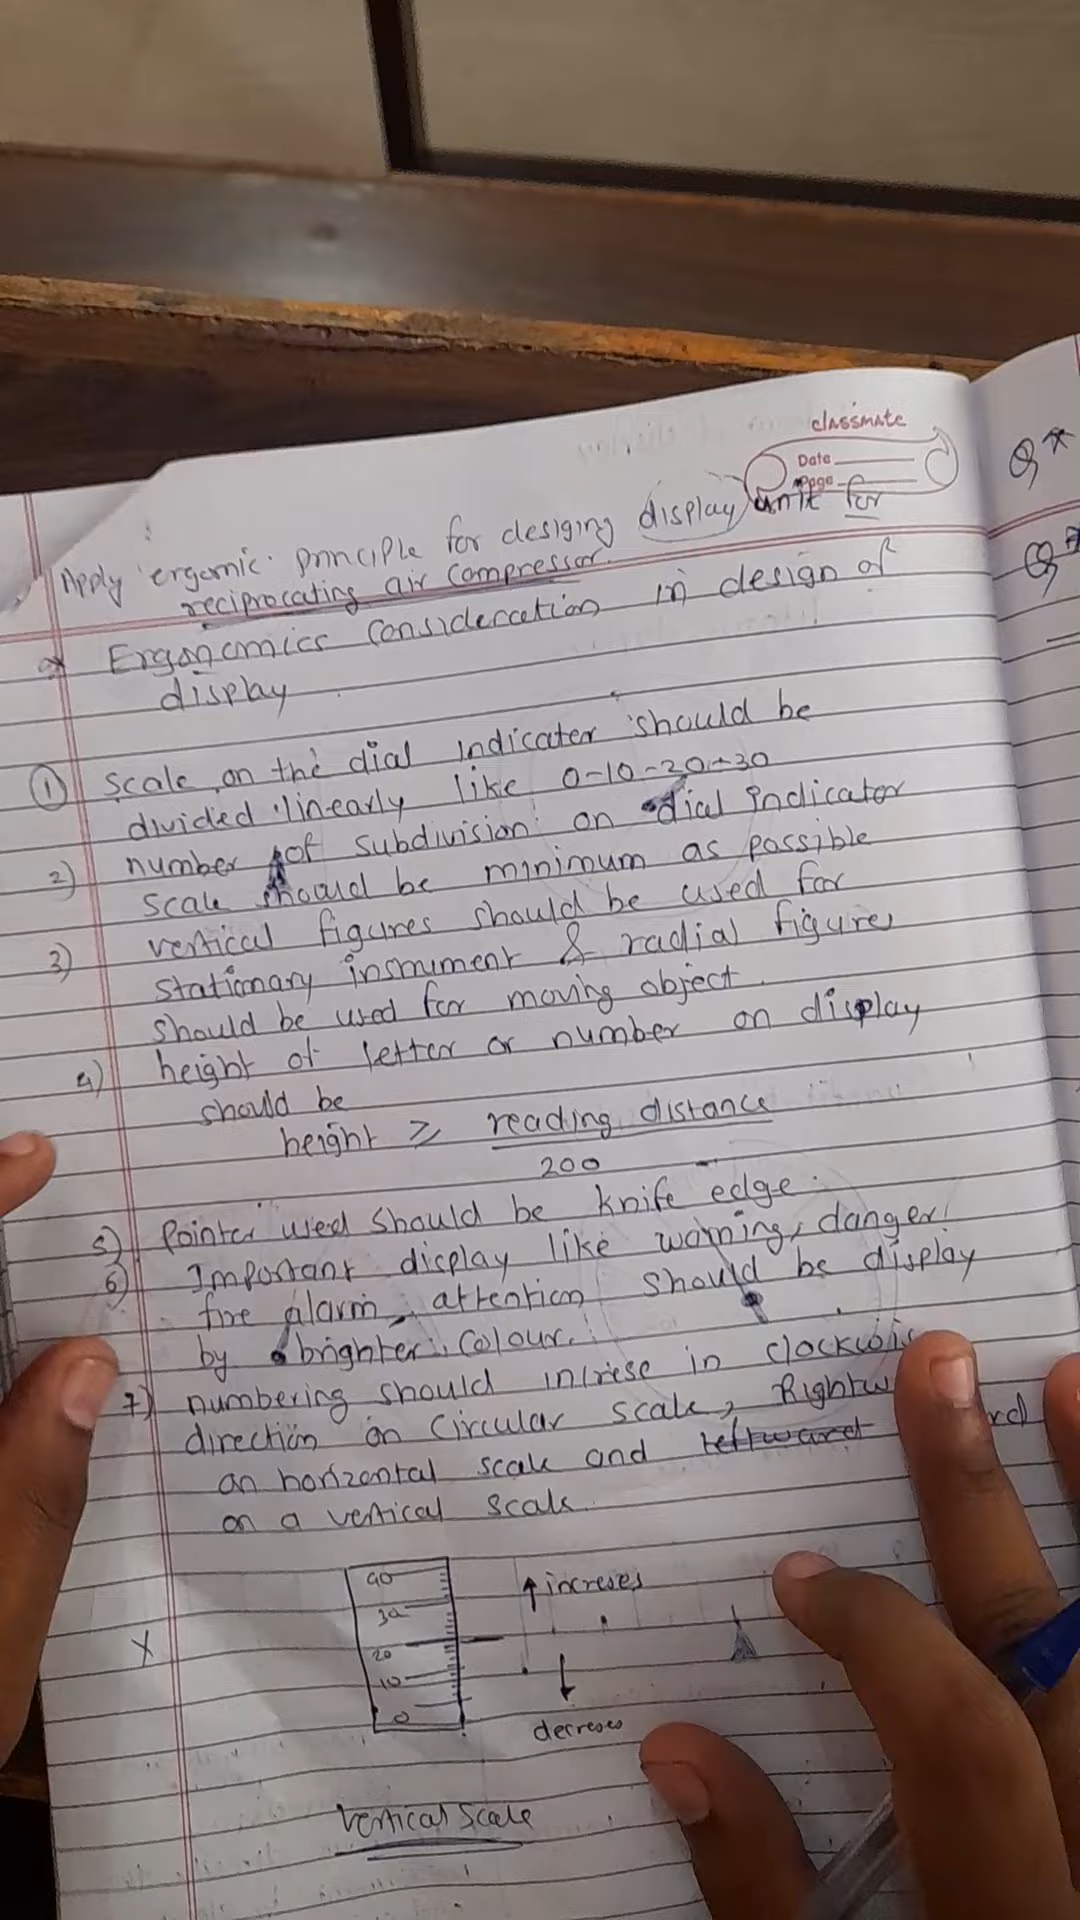 classmate
Date
Page
Apply ergomic principle for desiging display unit for
reciprocating air compressor.
Ergonomics consideration in design of
display
1 Scale on the dial indicater should be
divided linearly like 0-10-20-30
2) number of subdivision on dial indicator
scale should be minimum as possible
3) vertical figures should be used for
stationary instrument & radial figures
should be used for moving object
4) height of letter or number on display
should be
height ≥ reading distance
200
5) Pointer used should be knife edge.
6) Important display like warning, danger
fire alarm, attention should be display
by brighter colour.
7) numbering should increse in clockwis
direction on circular scale, Rightw rd
on horizontal scale and leftward
on a vertical scale.
40
30
20
10
0
↑ increses
↓
decreses
X
Vertical Scale
Q*
Q*